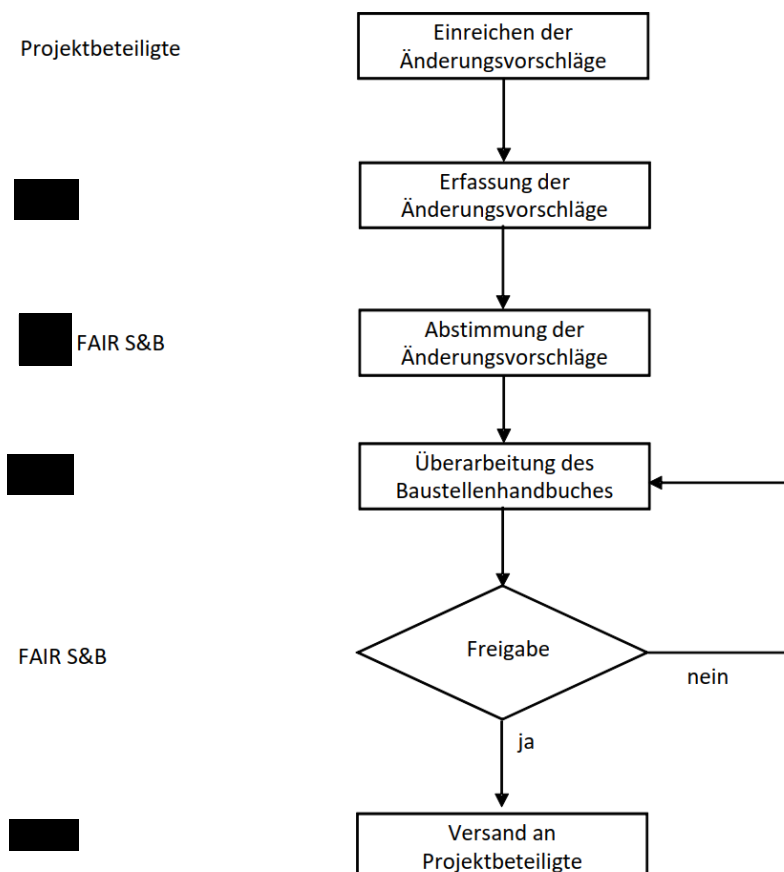 Projektbeteiligte
Einreichen der
Änderungsvorschläge
Erfassung der
Änderungsvorschläge
FAIR S&B
Abstimmung der
Änderungsvorschläge
Überarbeitung des
Baustellenhandbuches
FAIR S&B
Freigabe
nein
ja
Versand an
Projektbeteiligte